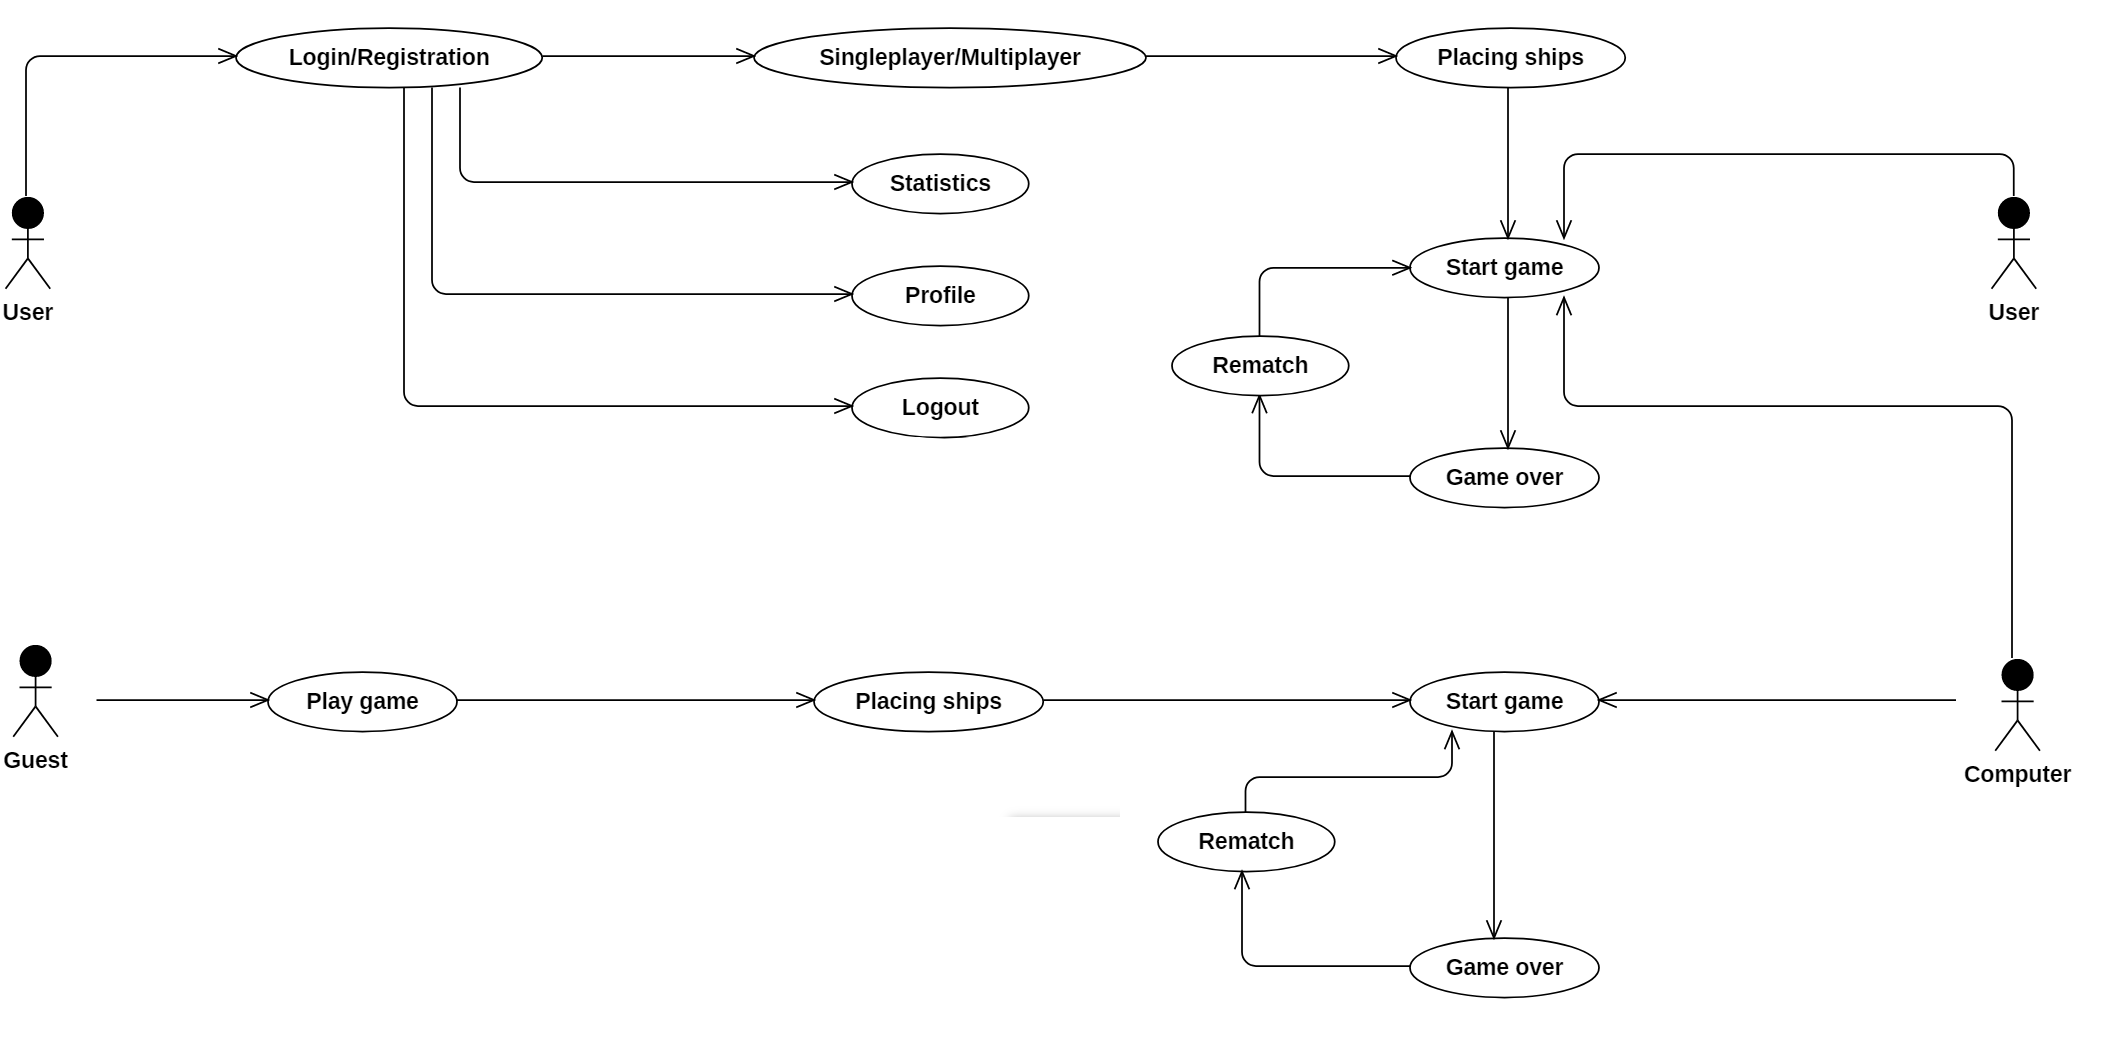 Login/Registration
Singleplayer/Multiplayer
Placing ships
Statistics
Profile
Logout
Start game
Rematch
Game over
User
User
Guest
Play game
Placing ships
Start game
Computer
Rematch
Game over